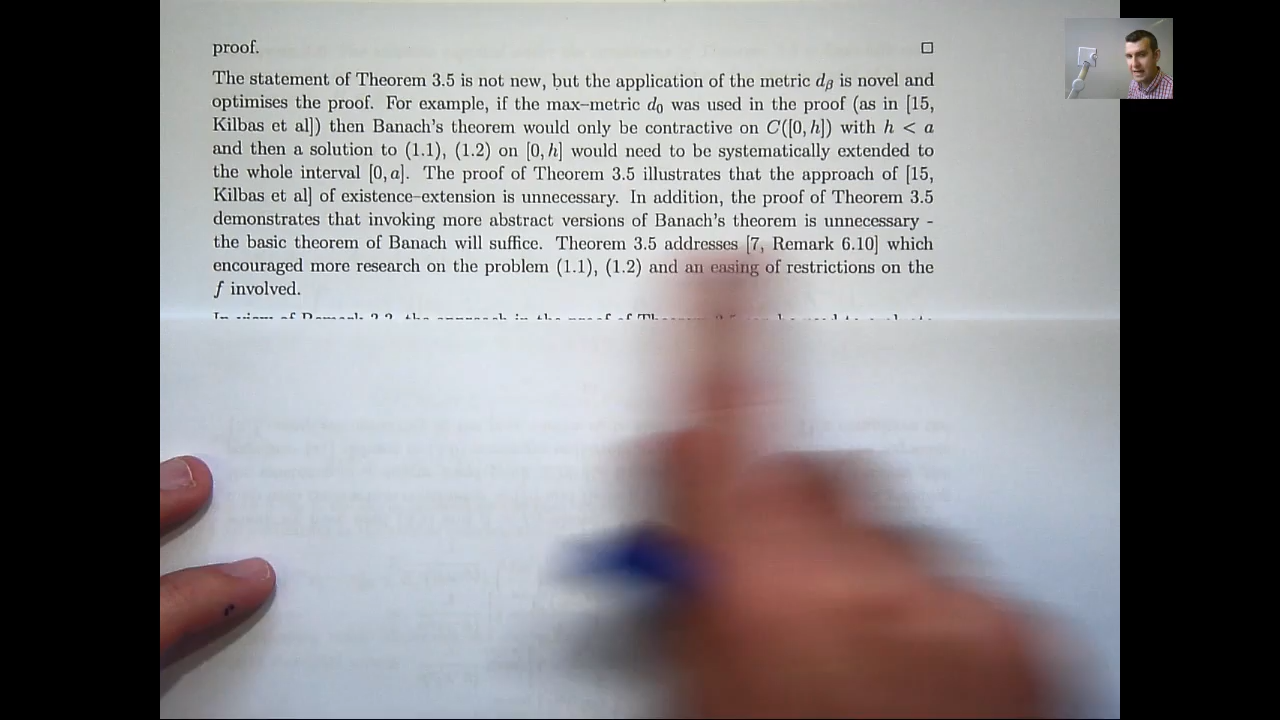 proof. □
The statement of Theorem 3.5 is not new, but the application of the metric dβ is novel and
optimises the proof. For example, if the max–metric d0 was used in the proof (as in [15,
Kilbas et al]) then Banach's theorem would only be contractive on C([0, h]) with h < a
and then a solution to (1.1), (1.2) on [0, h] would need to be systematically extended to
the whole interval [0, a]. The proof of Theorem 3.5 illustrates that the approach of [15,
Kilbas et al] of existence–extension is unnecessary. In addition, the proof of Theorem 3.5
demonstrates that invoking more abstract versions of Banach's theorem is unnecessary -
the basic theorem of Banach will suffice. Theorem 3.5 addresses [7, Remark 6.10] which
encouraged more research on the problem (1.1), (1.2) and an easing of restrictions on the
f involved.